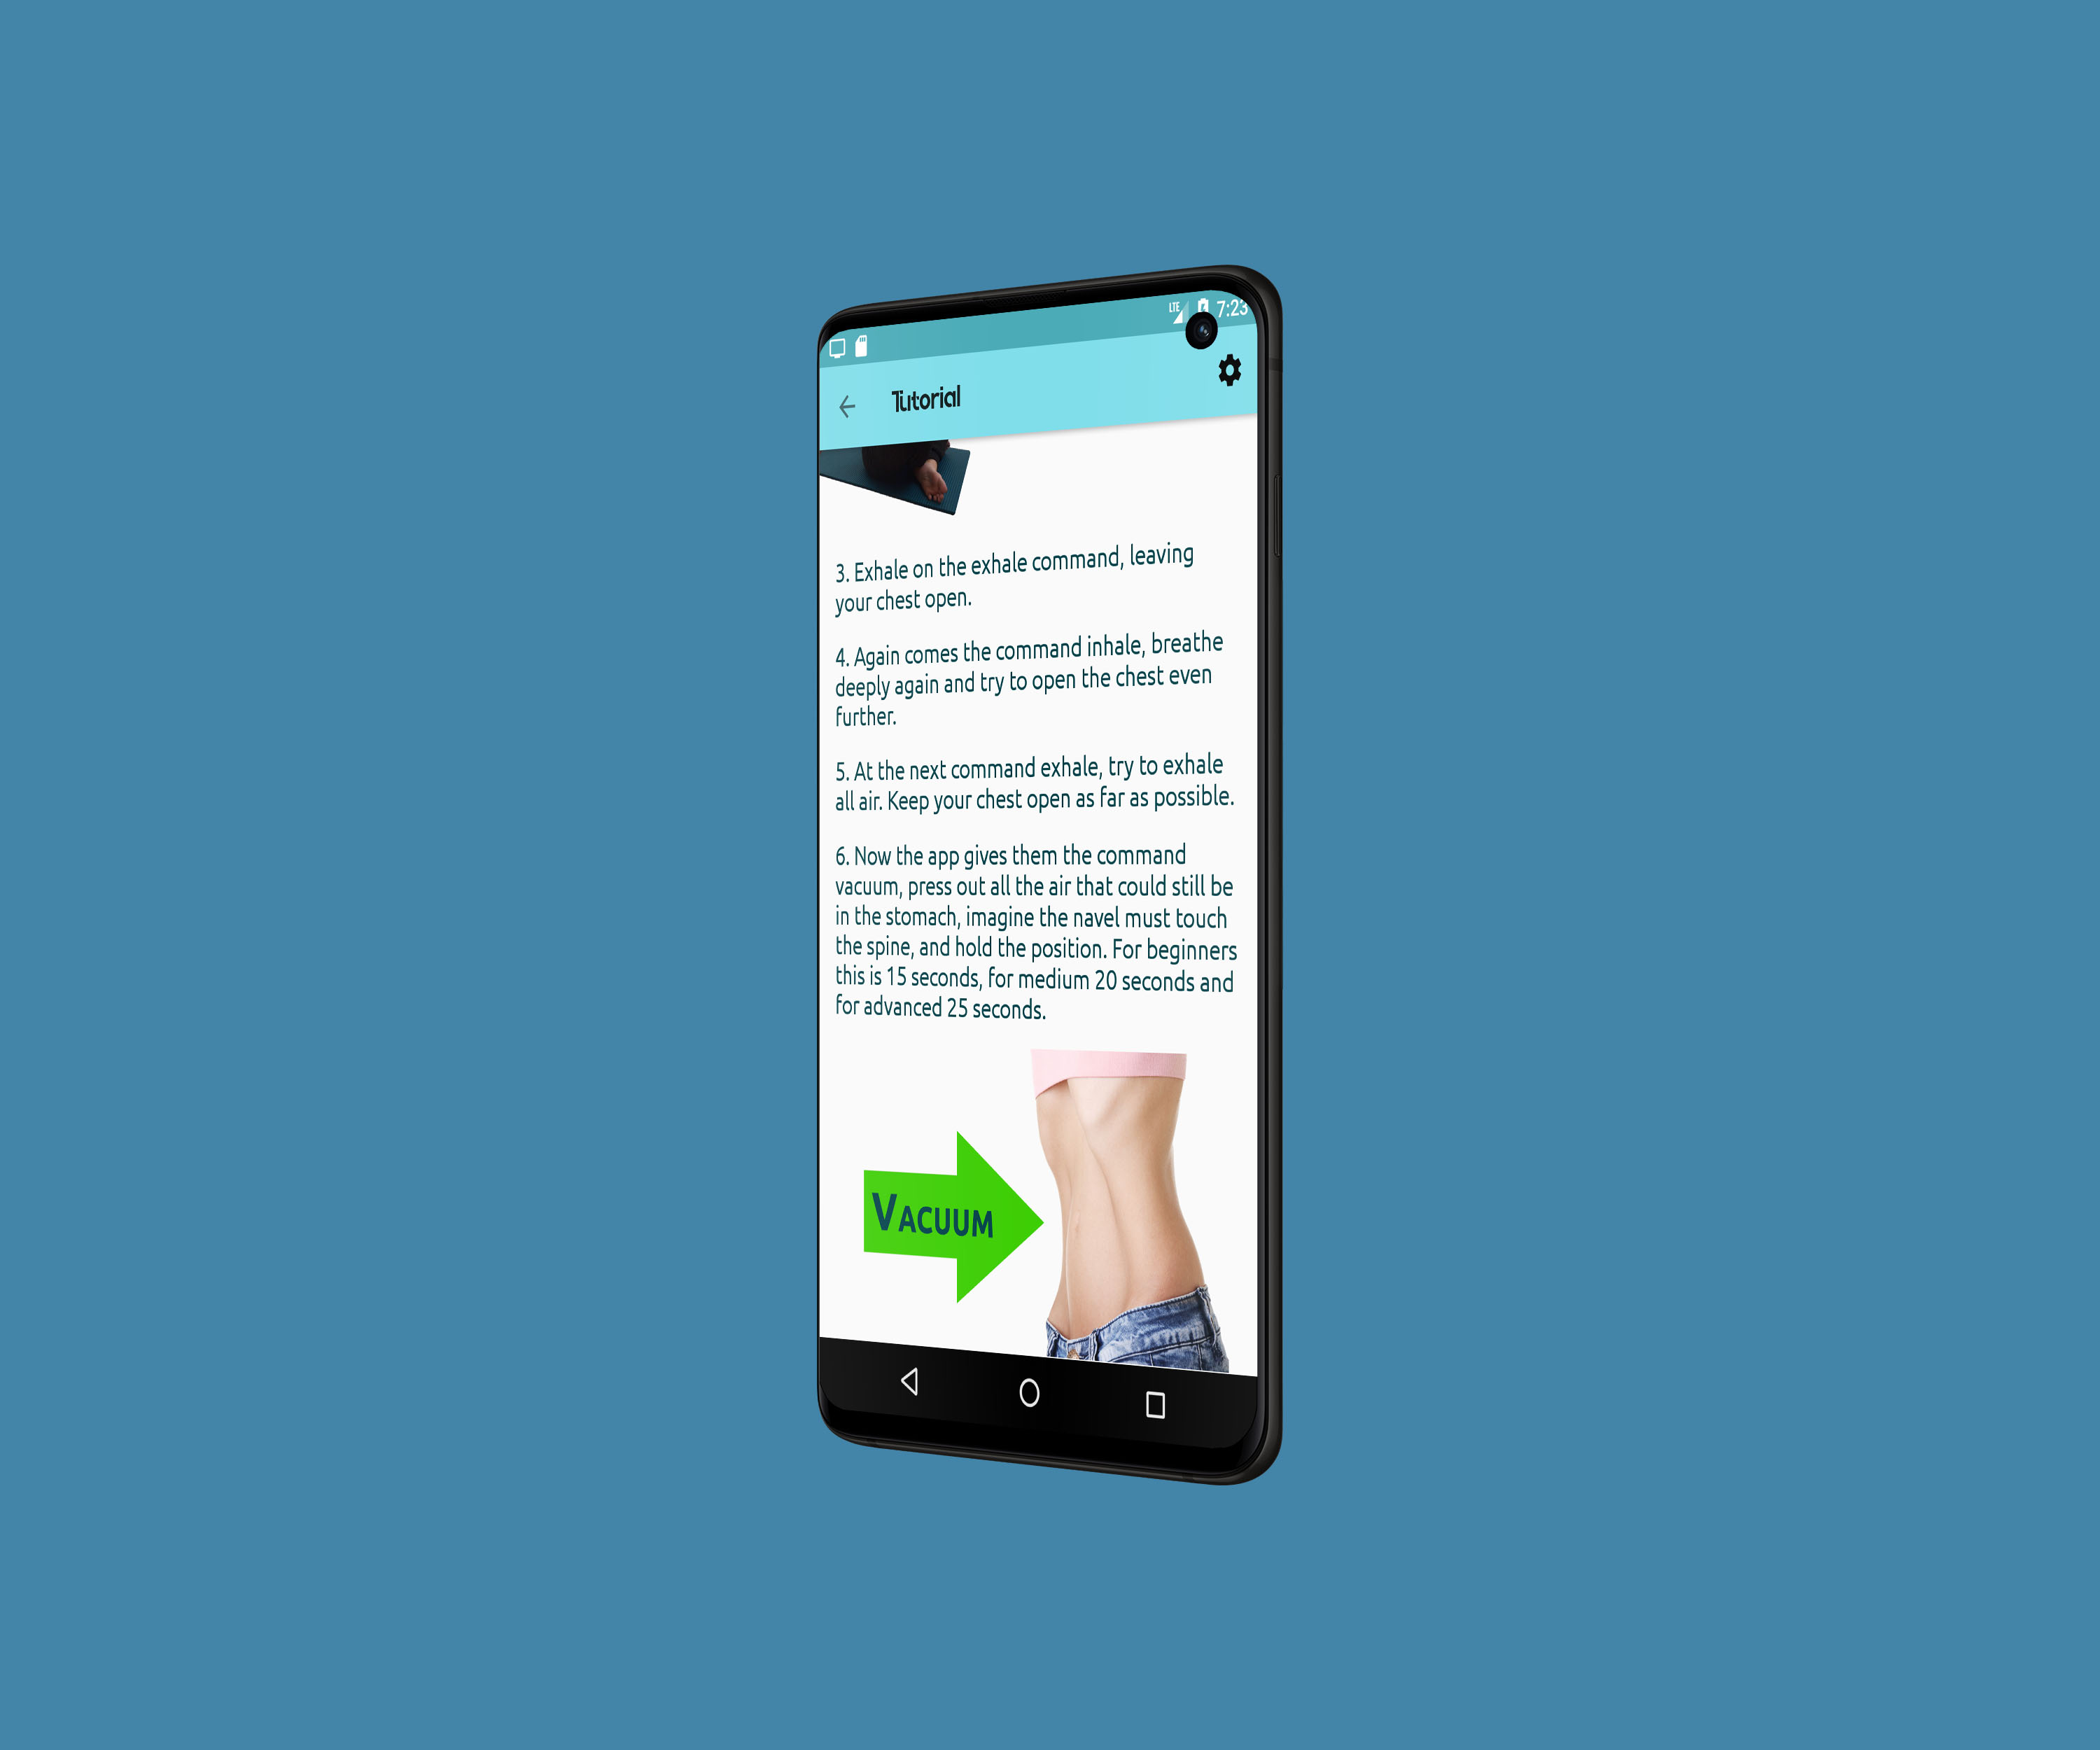 LTE 7:23
Tutorial
3. Exhale on the exhale command, leaving
your chest open.
4. Again comes the command inhale, breathe
deeply again and try to open the chest even
further.
5. At the next command exhale, try to exhale
all air. Keep your chest open as far as possible.
6. Now the app gives them the command
vacuum, press out all the air that could still be
in the stomach, imagine the navel must touch
the spine, and hold the position. For beginners
this is 15 seconds, for medium 20 seconds and
for advanced 25 seconds.
VACUUM